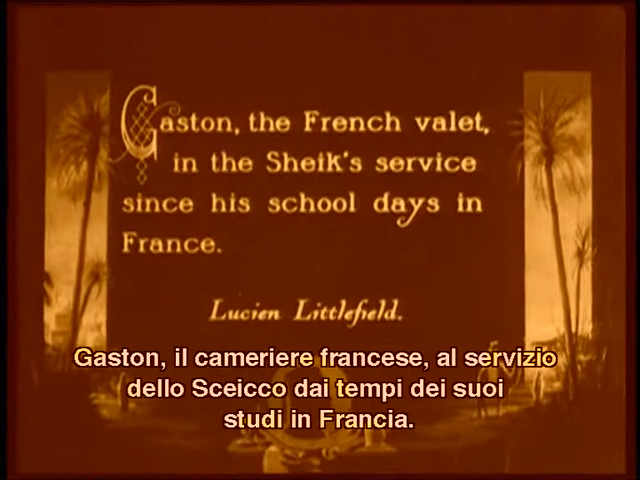 Gaston, the French valet,
in the Sheik's service
since his school days in
France.
Lucien Littlefield.
Gaston, il cameriere francese, al servizio
dello Sceicco dai tempi dei suoi
studi in Francia.